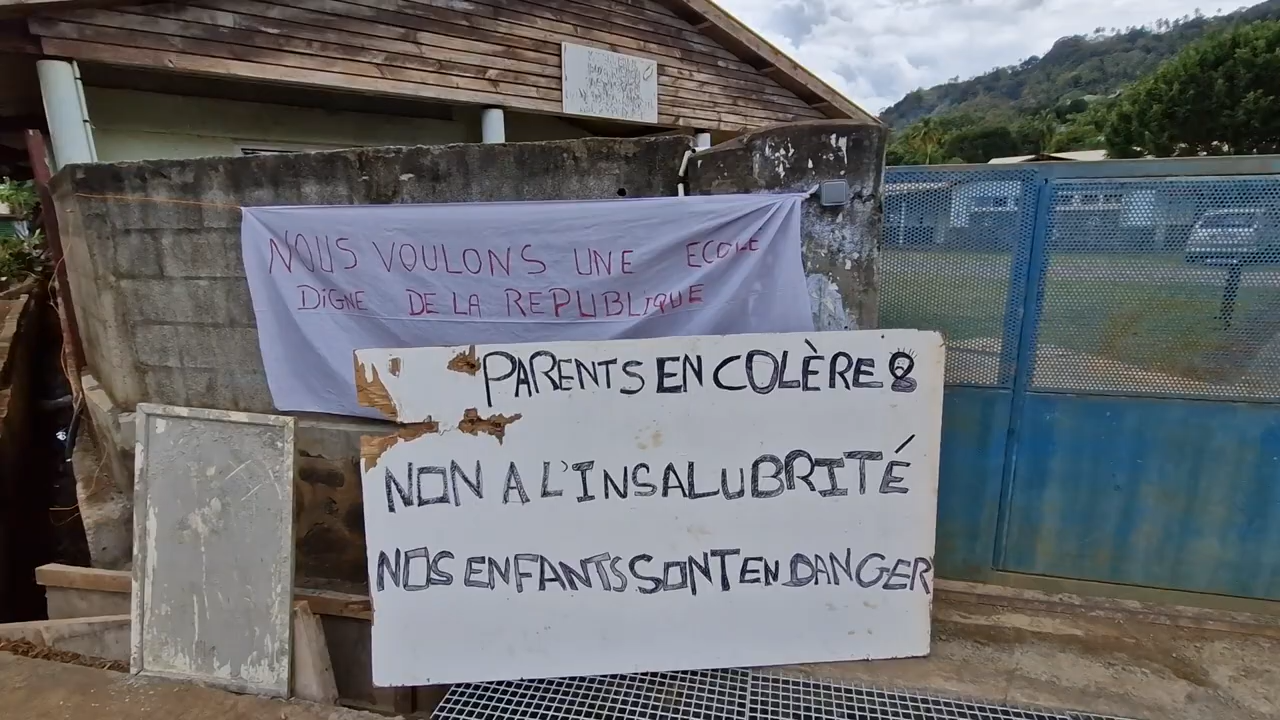 NOUS VOULONS UNE ECOLE
DIGNE DE LA REPUBLIQUE
PARENTS EN COLÈRE
NON A L'INSALUBRITÉ
NOS ENFANTS SONT EN DANGER